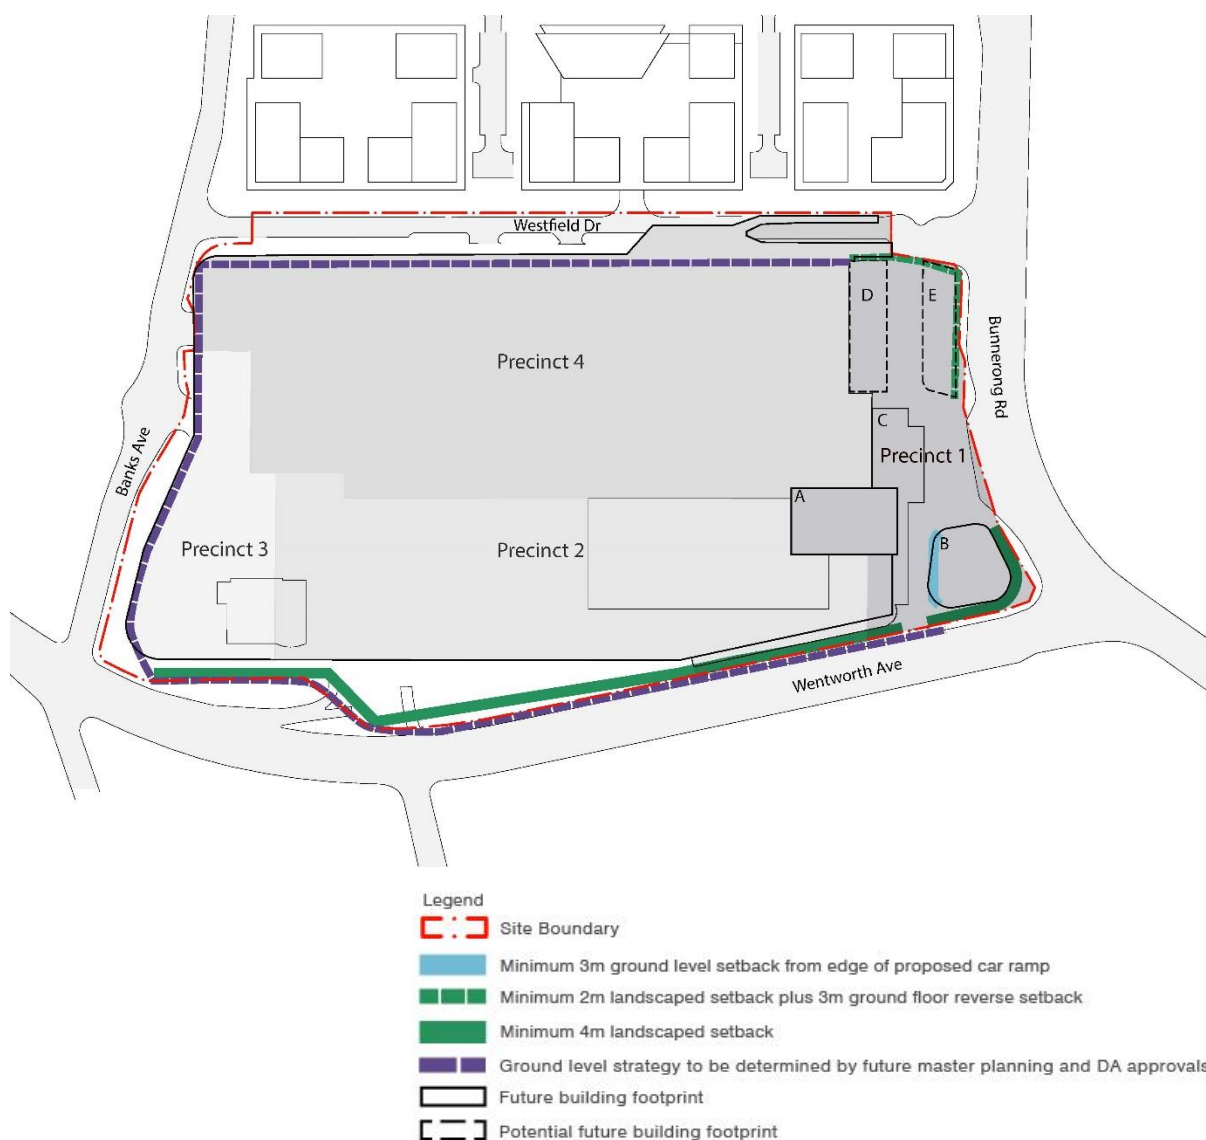 Westfield Dr
D
E
Bunnerong Rd
Precinct 4
Banks Ave
C
Precinct 1
A
B
Precinct 3
Precinct 2
Wentworth Ave
Legend
Site Boundary
Minimum 3m ground level setback from edge of proposed car ramp
Minimum 2m landscaped setback plus 3m ground floor reverse setback
Minimum 4m landscaped setback
Ground level strategy to be determined by future master planning and DA approvals
Future building footprint
Potential future building footprint